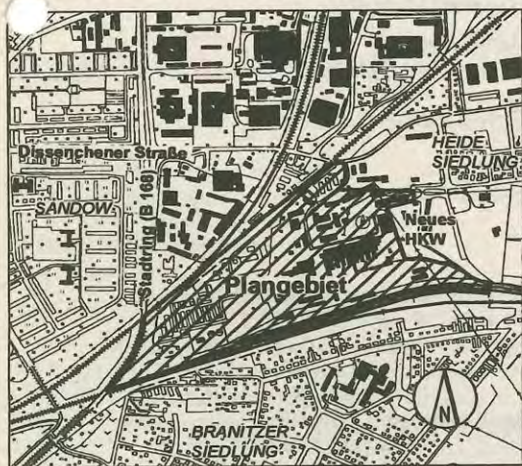 Dissenchener Straße
HEIDE
SIEDLUNG
SANDOW
Stadtring (B 168)
Neues
HKW
Plangebiet
BRANITZER
SIEDLUNG
N